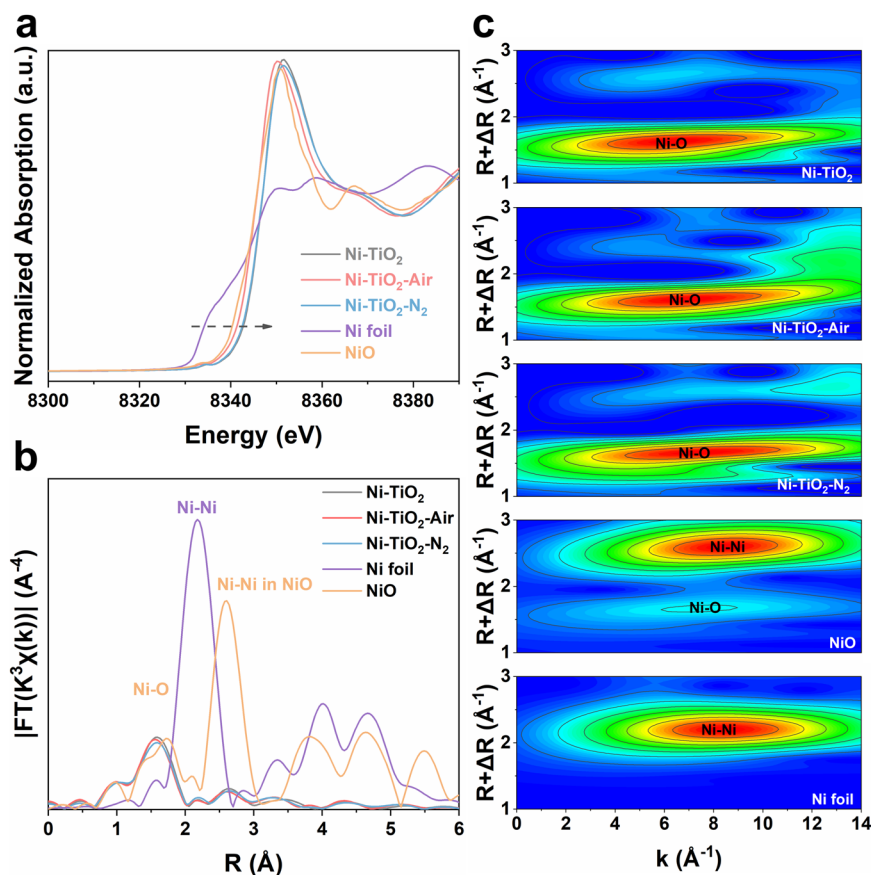 a
Normalized Absorption (a.u.)
Ni-TiO₂
Ni-TiO₂-Air
Ni-TiO₂-N₂
Ni foil
NiO
8300 8320 8340 8360 8380
Energy (eV)
b
|FT(K³χ(k))| (A⁻⁴)
Ni-Ni
Ni-Ni in NiO
Ni-O
Ni-TiO₂
Ni-TiO₂-Air
Ni-TiO₂-N₂
Ni foil
NiO
0 1 2 3 4 5 6
R (Å)
c
R+ΔR (Å⁻¹)
3
2
1
Ni-O
Ni-TiO₂
R+ΔR (Å⁻¹)
3
2
1
Ni-O
Ni-TiO₂-Air
R+ΔR (Å⁻¹)
3
2
1
Ni-O
Ni-TiO₂-N₂
R+ΔR (Å⁻¹)
3
2
1
Ni-Ni
Ni-O
NiO
R+ΔR (Å⁻¹)
3
2
1
Ni-Ni
Ni foil
0 2 4 6 8 10 12 14
k (Å⁻¹)